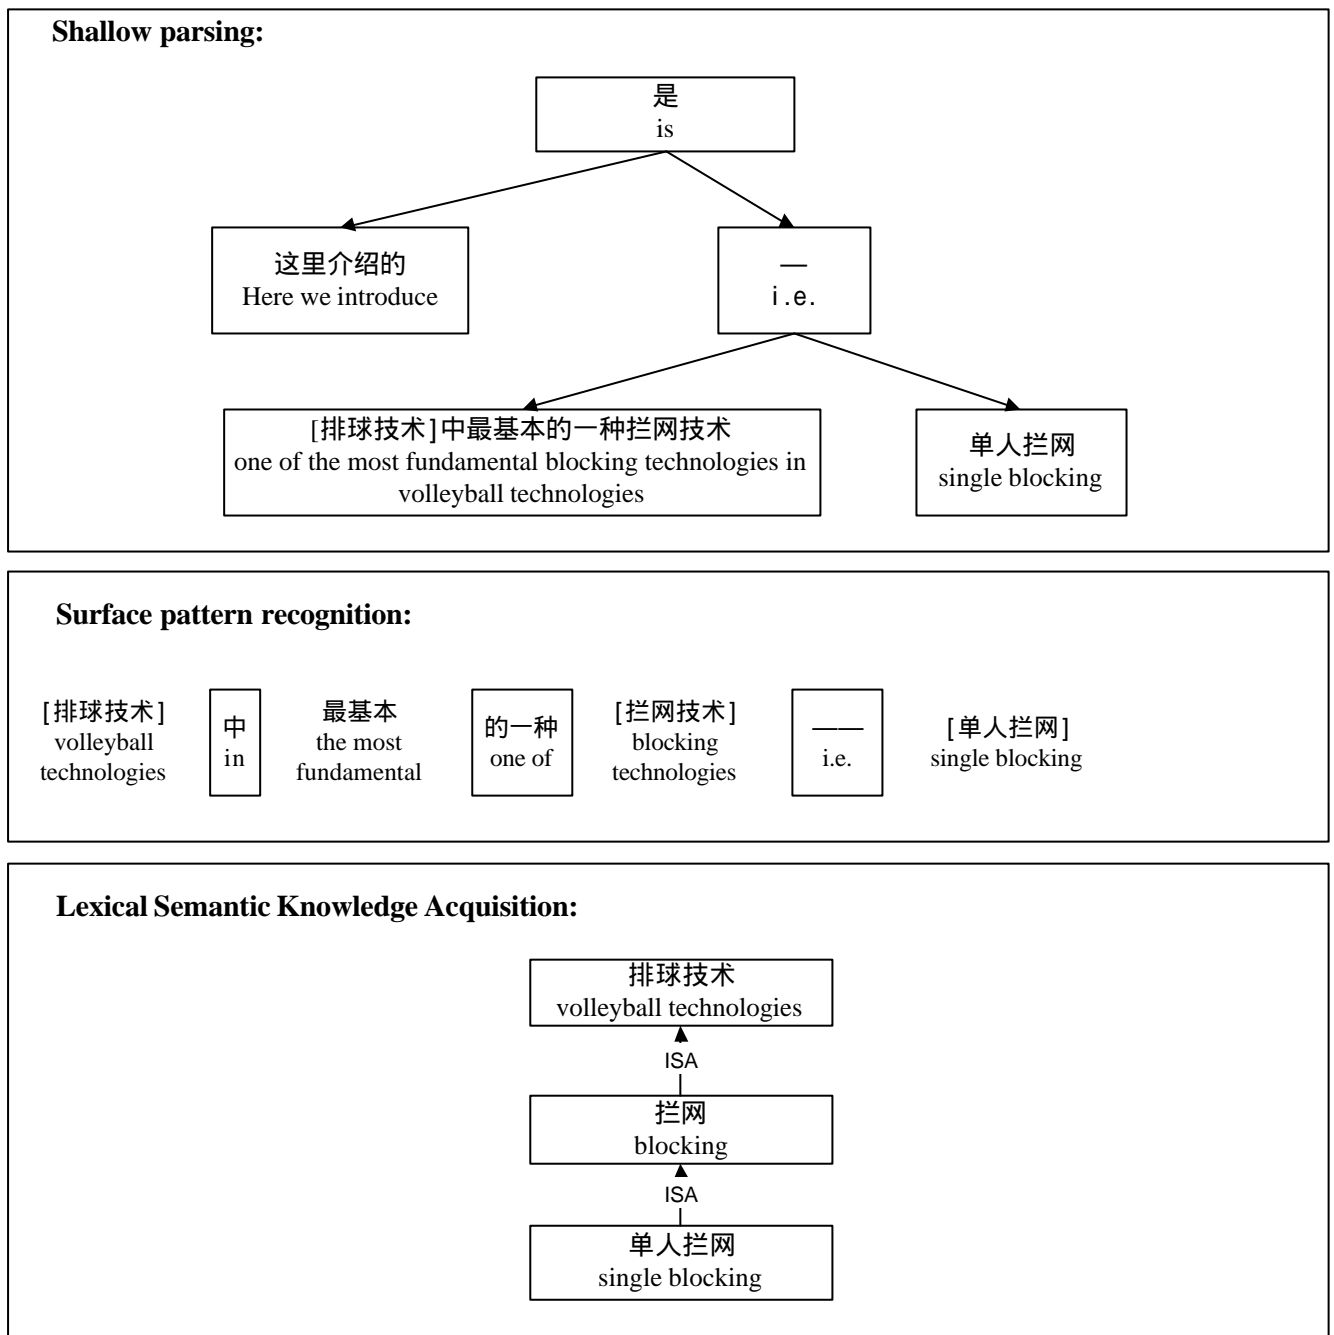 Shallow parsing:
是
is
这里介绍的
Here we introduce
—
i.e.
[排球技术]中最基本的一种拦网技术
one of the most fundamental blocking technologies in
volleyball technologies
单人拦网
single blocking
Surface pattern recognition:
[排球技术]
volleyball
technologies
中
in
最基本
the most
fundamental
的一种
one of
[拦网技术]
blocking
technologies
——
i.e.
[单人拦网]
single blocking
Lexical Semantic Knowledge Acquisition:
排球技术
volleyball technologies
ISA
拦网
blocking
ISA
单人拦网
single blocking